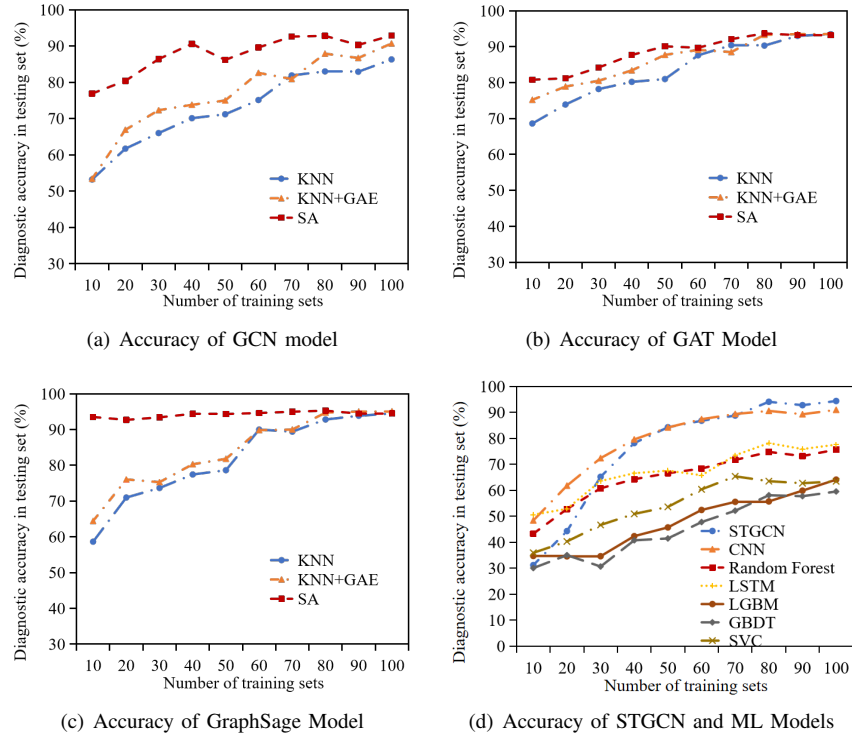 Diagnostic accuracy in testing set (%)
100
90
80
70
60
50
40
30
KNN
KNN+GAE
SA
10 20 30 40 50 60 70 80 90 100
Number of training sets
(a) Accuracy of GCN model
Diagnostic accuracy in testing set (%)
100
90
80
70
60
50
40
30
KNN
KNN+GAE
SA
10 20 30 40 50 60 70 80 90 100
Number of training sets
(b) Accuracy of GAT Model
Diagnostic accuracy in testing set (%)
100
90
80
70
60
50
40
30
KNN
KNN+GAE
SA
10 20 30 40 50 60 70 80 90 100
Number of training sets
(c) Accuracy of GraphSage Model
Diagnostic accuracy in testing set (%)
100
90
80
70
60
50
40
30
20
10
0
STGCN
CNN
Random Forest
LSTM
LGBM
GBDT
SVC
10 20 30 40 50 60 70 80 90 100
Number of training sets
(d) Accuracy of STGCN and ML Models